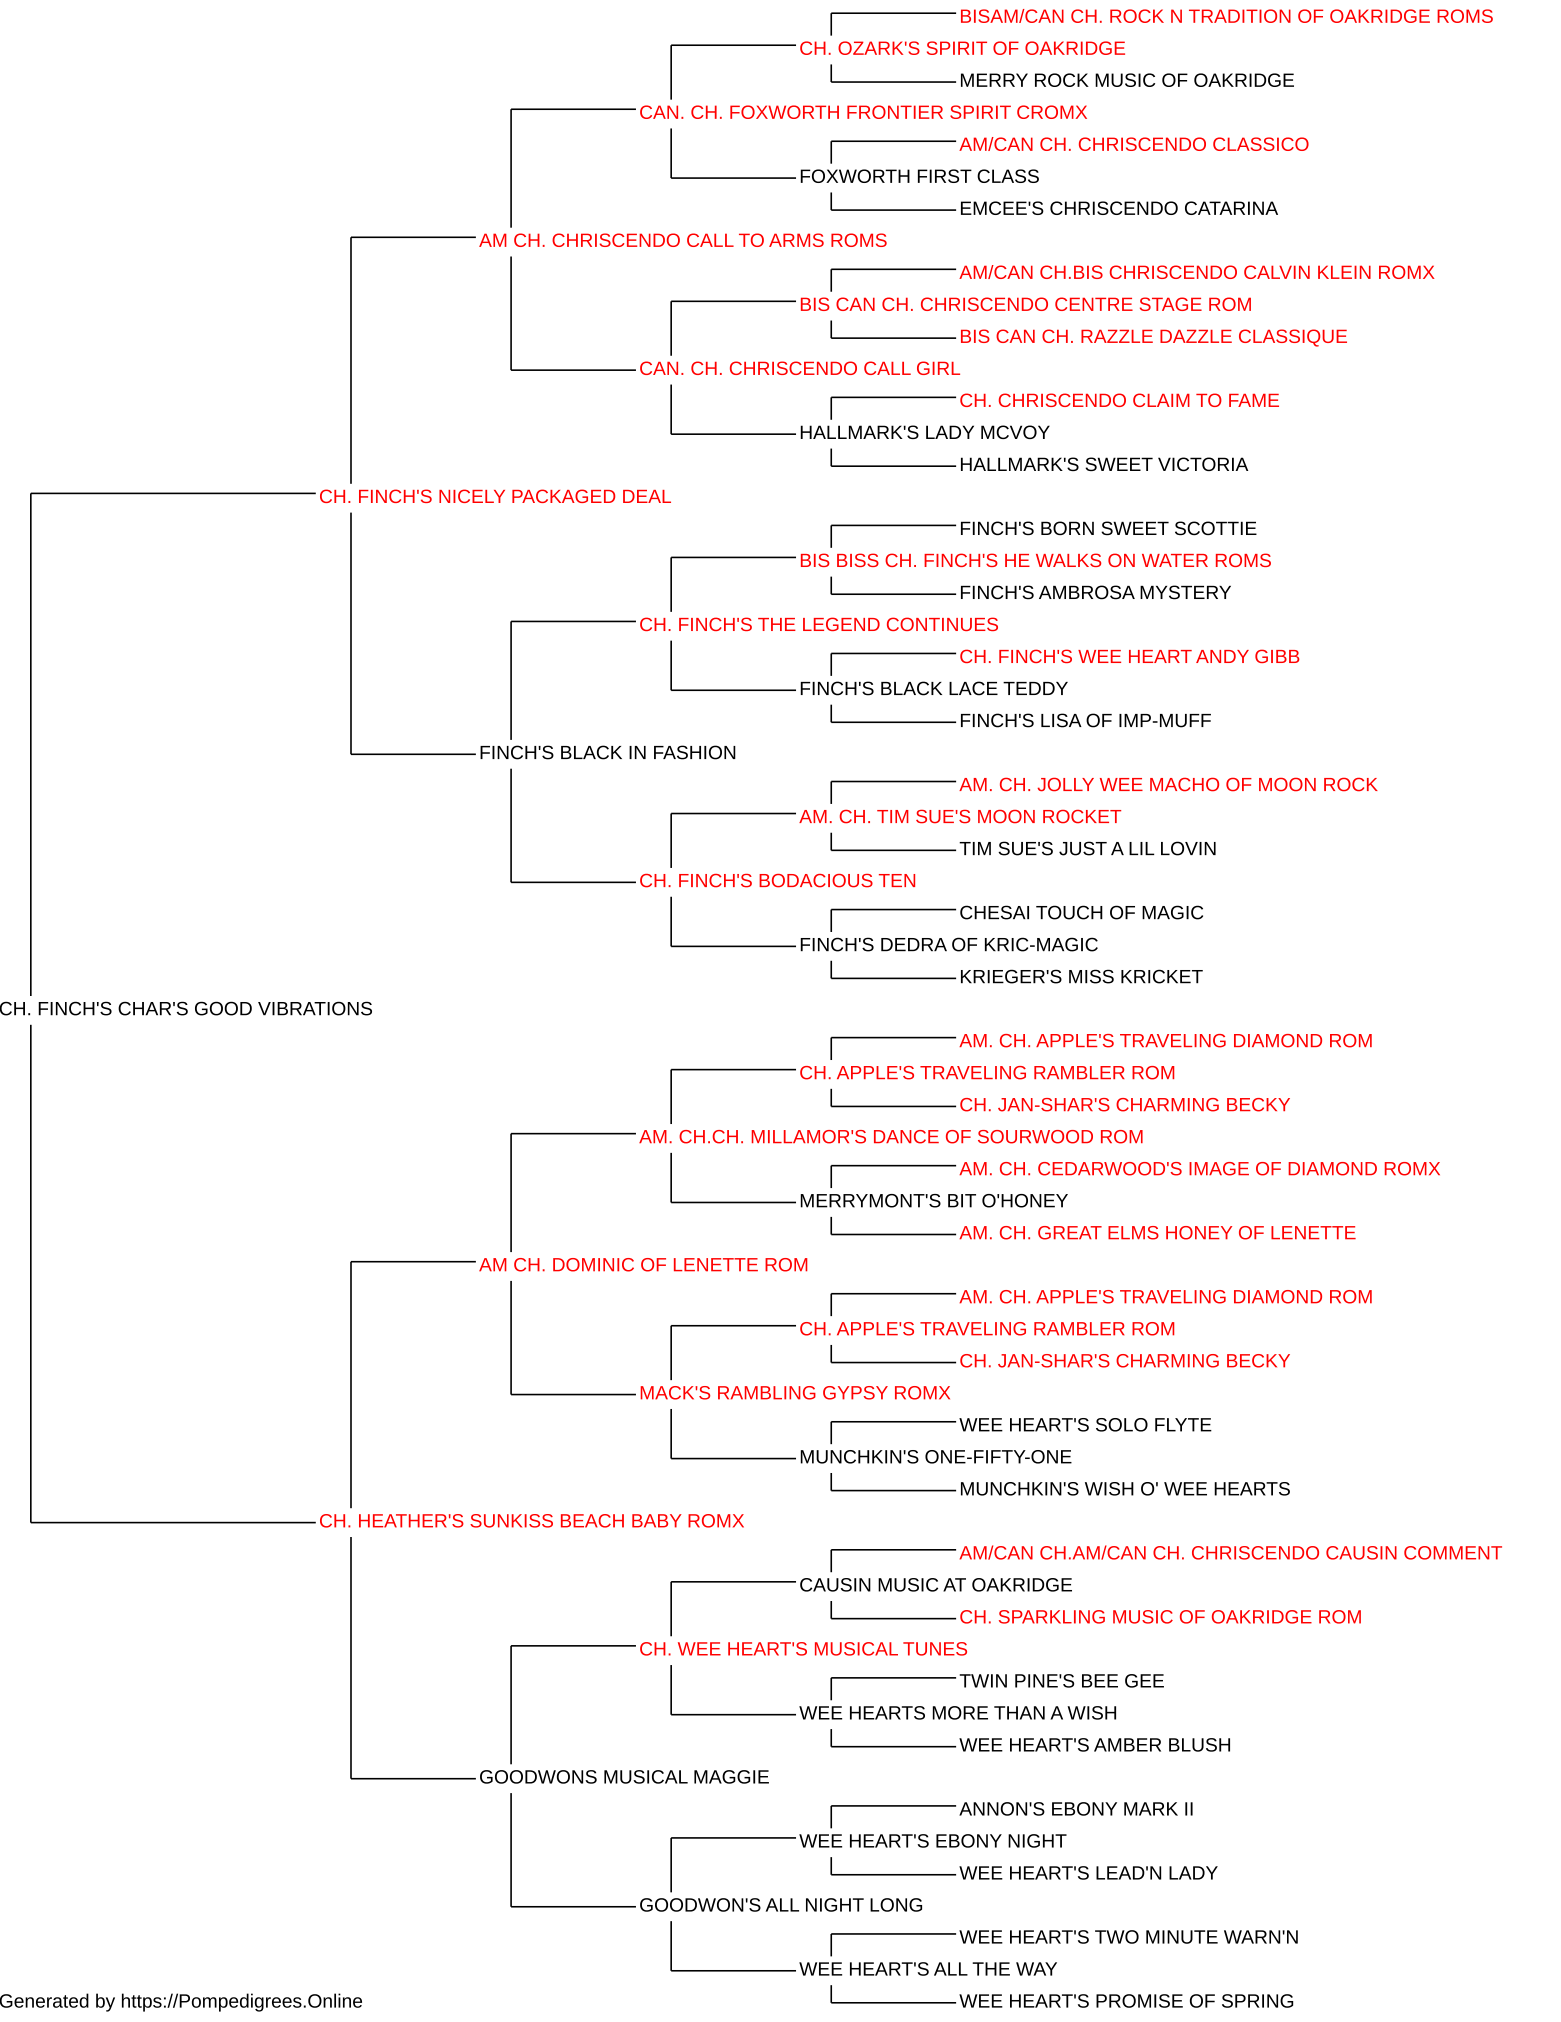 BISAM/CAN CH. ROCK N TRADITION OF OAKRIDGE ROMS
CH. OZARK'S SPIRIT OF OAKRIDGE
MERRY ROCK MUSIC OF OAKRIDGE
CAN. CH. FOXWORTH FRONTIER SPIRIT CROMX
AM/CAN CH. CHRISCENDO CLASSICO
FOXWORTH FIRST CLASS
EMCEE'S CHRISCENDO CATARINA
AM CH. CHRISCENDO CALL TO ARMS ROMS
AM/CAN CH.BIS CHRISCENDO CALVIN KLEIN ROMX
BIS CAN CH. CHRISCENDO CENTRE STAGE ROM
BIS CAN CH. RAZZLE DAZZLE CLASSIQUE
CAN. CH. CHRISCENDO CALL GIRL
CH. CHRISCENDO CLAIM TO FAME
HALLMARK'S LADY MCVOY
HALLMARK'S SWEET VICTORIA
CH. FINCH'S NICELY PACKAGED DEAL
FINCH'S BORN SWEET SCOTTIE
BIS BISS CH. FINCH'S HE WALKS ON WATER ROMS
FINCH'S AMBROSA MYSTERY
CH. FINCH'S THE LEGEND CONTINUES
CH. FINCH'S WEE HEART ANDY GIBB
FINCH'S BLACK LACE TEDDY
FINCH'S LISA OF IMP-MUFF
FINCH'S BLACK IN FASHION
AM. CH. JOLLY WEE MACHO OF MOON ROCK
AM. CH. TIM SUE'S MOON ROCKET
TIM SUE'S JUST A LIL LOVIN
CH. FINCH'S BODACIOUS TEN
CHESAI TOUCH OF MAGIC
FINCH'S DEDRA OF KRIC-MAGIC
KRIEGER'S MISS KRICKET
CH. FINCH'S CHAR'S GOOD VIBRATIONS
AM. CH. APPLE'S TRAVELING DIAMOND ROM
CH. APPLE'S TRAVELING RAMBLER ROM
CH. JAN-SHAR'S CHARMING BECKY
AM. CH.CH. MILLAMOR'S DANCE OF SOURWOOD ROM
AM. CH. CEDARWOOD'S IMAGE OF DIAMOND ROMX
MERRYMONT'S BIT O'HONEY
AM. CH. GREAT ELMS HONEY OF LENETTE
AM CH. DOMINIC OF LENETTE ROM
AM. CH. APPLE'S TRAVELING DIAMOND ROM
CH. APPLE'S TRAVELING RAMBLER ROM
CH. JAN-SHAR'S CHARMING BECKY
MACK'S RAMBLING GYPSY ROMX
WEE HEART'S SOLO FLYTE
MUNCHKIN'S ONE-FIFTY-ONE
MUNCHKIN'S WISH O' WEE HEARTS
CH. HEATHER'S SUNKISS BEACH BABY ROMX
AM/CAN CH.AM/CAN CH. CHRISCENDO CAUSIN COMMENT
CAUSIN MUSIC AT OAKRIDGE
CH. SPARKLING MUSIC OF OAKRIDGE ROM
CH. WEE HEART'S MUSICAL TUNES
TWIN PINE'S BEE GEE
WEE HEARTS MORE THAN A WISH
WEE HEART'S AMBER BLUSH
GOODWONS MUSICAL MAGGIE
ANNON'S EBONY MARK II
WEE HEART'S EBONY NIGHT
WEE HEART'S LEAD'N LADY
GOODWON'S ALL NIGHT LONG
WEE HEART'S TWO MINUTE WARN'N
WEE HEART'S ALL THE WAY
WEE HEART'S PROMISE OF SPRING
Generated by https://Pompedigrees.Online